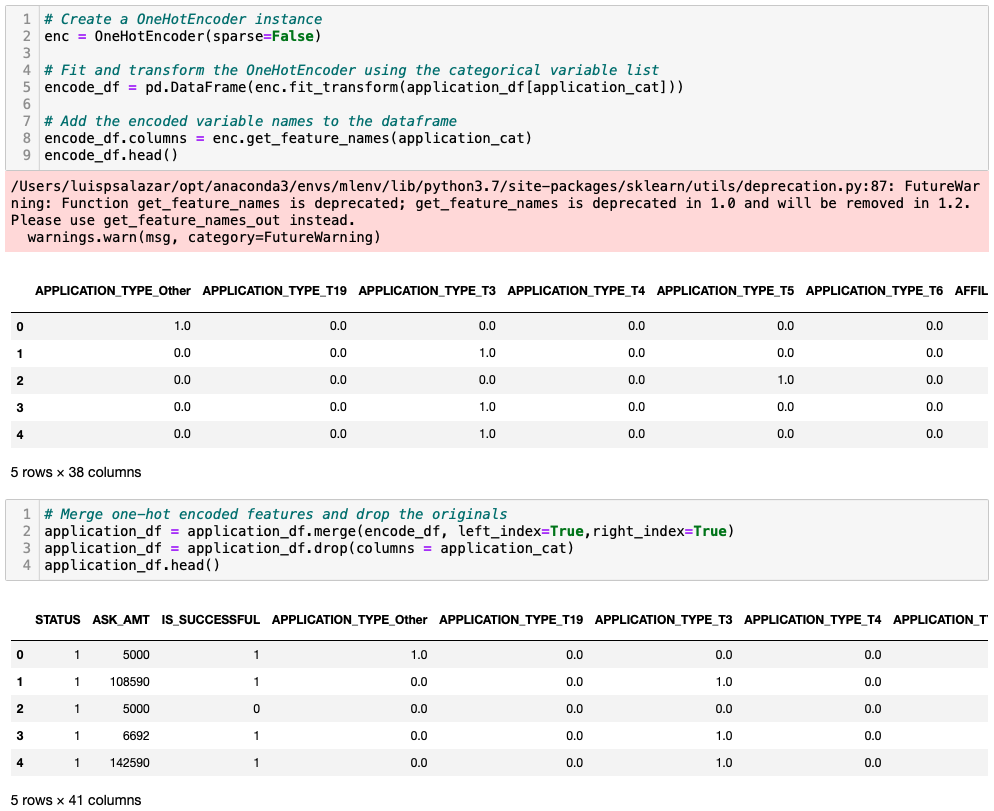 1 # Create a OneHotEncoder instance
2 enc = OneHotEncoder(sparse=False)
3
4 # Fit and transform the OneHotEncoder using the categorical variable list
5 encode_df = pd.DataFrame(enc.fit_transform(application_df[application_cat]))
6
7 # Add the encoded variable names to the dataframe
8 encode_df.columns = enc.get_feature_names(application_cat)
9 encode_df.head()
/Users/luispsalazar/opt/anaconda3/envs/mlenv/lib/python3.7/site-packages/sklearn/utils/deprecation.py:87: FutureWar
ning: Function get_feature_names is deprecated; get_feature_names is deprecated in 1.0 and will be removed in 1.2.
Please use get_feature_names_out instead.
warnings.warn(msg, category=FutureWarning)
APPLICATION_TYPE_Other APPLICATION_TYPE_T19 APPLICATION_TYPE_T3 APPLICATION_TYPE_T4 APPLICATION_TYPE_T5 APPLICATION_TYPE_T6 AFFIL
0 1.0 0.0 0.0 0.0 0.0 0.0
1 0.0 0.0 1.0 0.0 0.0 0.0
2 0.0 0.0 0.0 0.0 1.0 0.0
3 0.0 0.0 1.0 0.0 0.0 0.0
4 0.0 0.0 1.0 0.0 0.0 0.0
5 rows × 38 columns
1 # Merge one-hot encoded features and drop the originals
2 application_df = application_df.merge(encode_df, left_index=True,right_index=True)
3 application_df = application_df.drop(columns = application_cat)
4 application_df.head()
STATUS ASK_AMT IS_SUCCESSFUL APPLICATION_TYPE_Other APPLICATION_TYPE_T19 APPLICATION_TYPE_T3 APPLICATION_TYPE_T4 APPLICATION_T
0 1 5000 1 1.0 0.0 0.0 0.0
1 1 108590 1 0.0 0.0 1.0 0.0
2 1 5000 0 0.0 0.0 0.0 0.0
3 1 6692 1 0.0 0.0 1.0 0.0
4 1 142590 1 0.0 0.0 1.0 0.0
5 rows × 41 columns